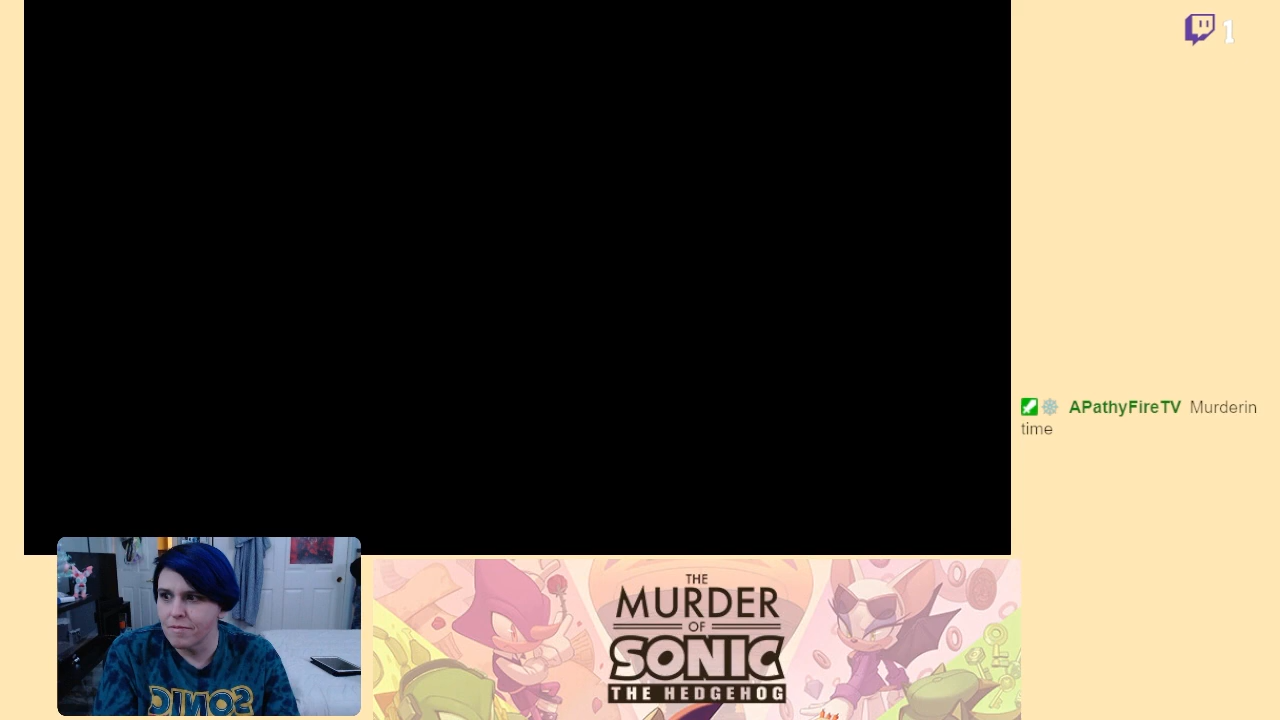 1
APathyFireTV Murderin
time
THE
MURDER
OF
SONIC
THE HEDGEHOG
SONIC